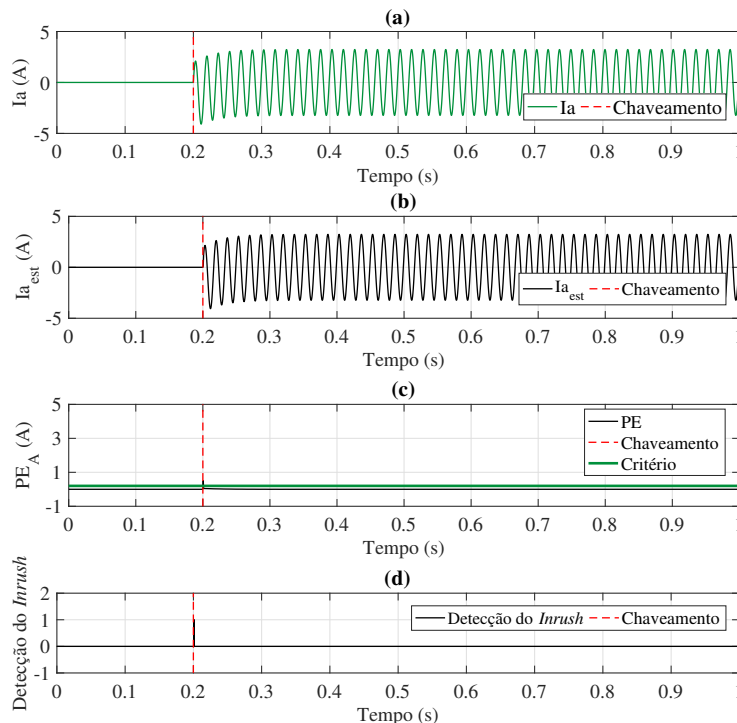 (a)
Ia (A)
5
0
-5
Ia
Chaveamento
0 0.1 0.2 0.3 0.4 0.5 0.6 0.7 0.8 0.9 1
Tempo (s)
(b)
Ia_est (A)
5
0
-5
Ia_est
Chaveamento
0 0.1 0.2 0.3 0.4 0.5 0.6 0.7 0.8 0.9 1
Tempo (s)
(c)
PE_A (A)
5
3
1
-1
PE
Chaveamento
Critério
0 0.1 0.2 0.3 0.4 0.5 0.6 0.7 0.8 0.9 1
Tempo (s)
(d)
Detecção do Inrush
2
1
0
-1
Detecção do Inrush
Chaveamento
0 0.1 0.2 0.3 0.4 0.5 0.6 0.7 0.8 0.9 1
Tempo (s)